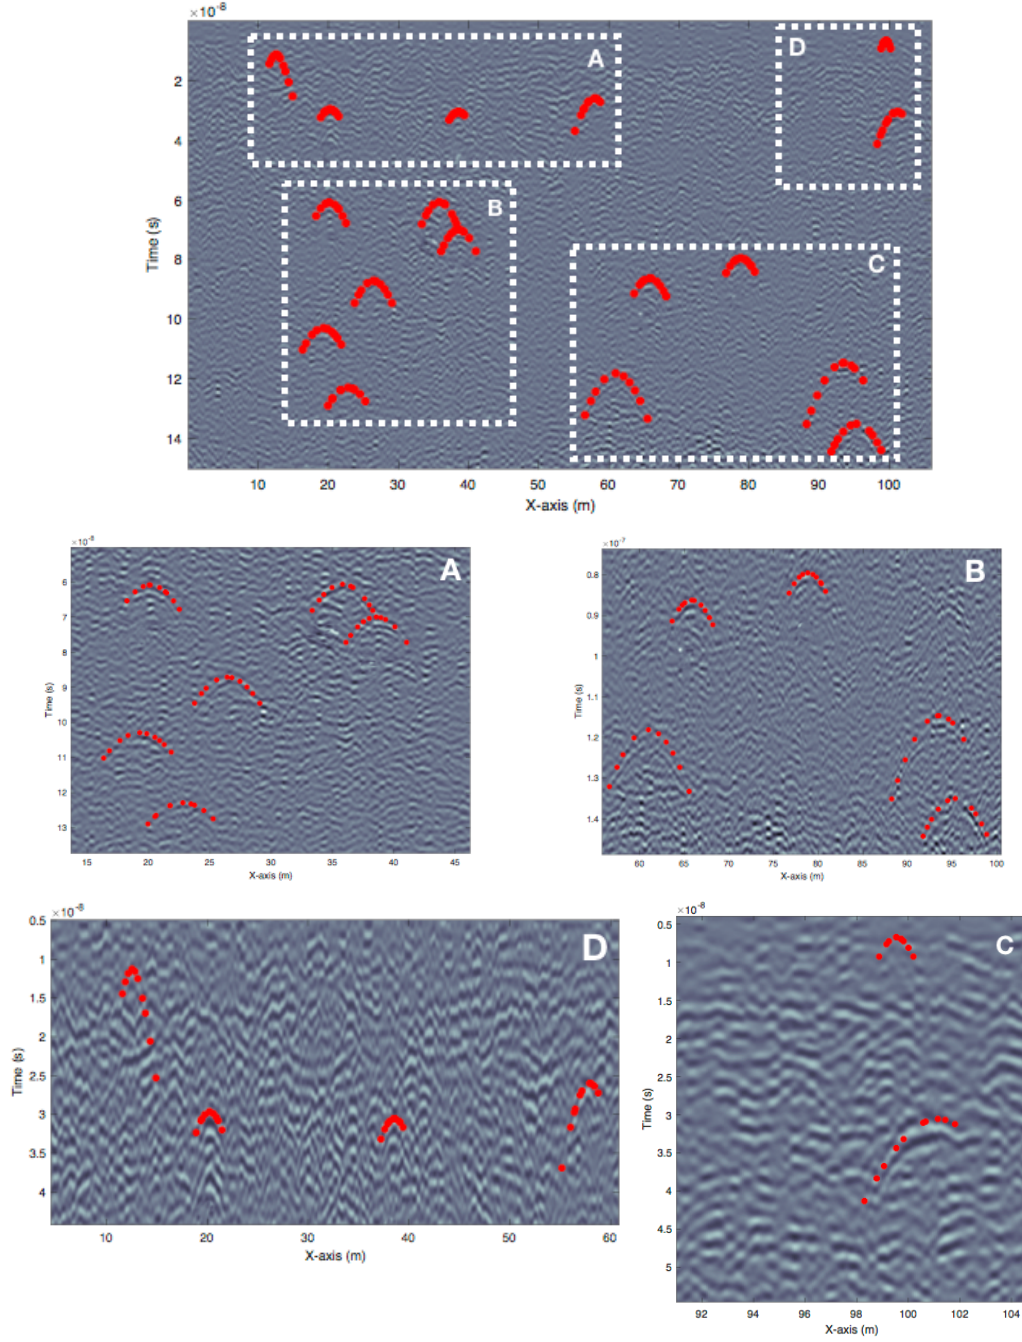 ×10⁻⁸
A
D
2
4
6
B
8
C
10
12
14
Time (s)
10 20 30 40 50 60 70 80 90 100
X-axis (m)
×10⁻⁸
A
6
7
8
9
10
11
12
13
Time (s)
15 20 25 30 35 40 45
X-axis (m)
×10⁻⁷
B
0.8
0.9
1
1.1
1.2
1.3
1.4
Time (s)
60 65 70 75 80 85 90 95 100
X-axis (m)
×10⁻⁸
D
0.5
1
1.5
2
2.5
3
3.5
4
Time (s)
10 20 30 40 50 60
X-axis (m)
×10⁻⁸
C
0.5
1
1.5
2
2.5
3
3.5
4
4.5
5
Time (s)
92 94 96 98 100 102 104
X-axis (m)